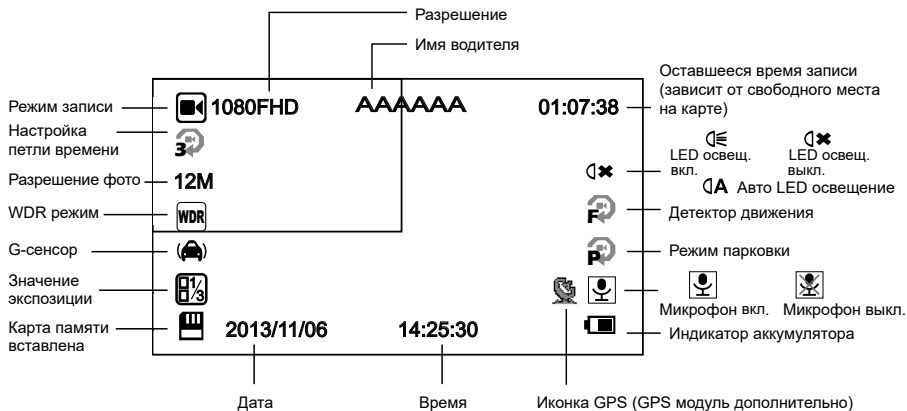 Разрешение
Имя водителя
Оставшееся время записи
(зависит от свободного места
на карте)
Режим записи
1080FHD
AAAAAA
01:07:38
Настройка
петли времени
3
LED освещ.
вкл.
LED освещ.
выкл.
A Авто LED освещение
Разрешение фото
12M
WDR режим
WDR
F
Детектор движения
G-сенсор
P
Режим парковки
Значение
экспозиции
1/3
Микрофон вкл.
Микрофон выкл.
Карта памяти
вставлена
2013/11/06
14:25:30
Индикатор аккумулятора
Дата
Время
Иконка GPS (GPS модуль дополнительно)